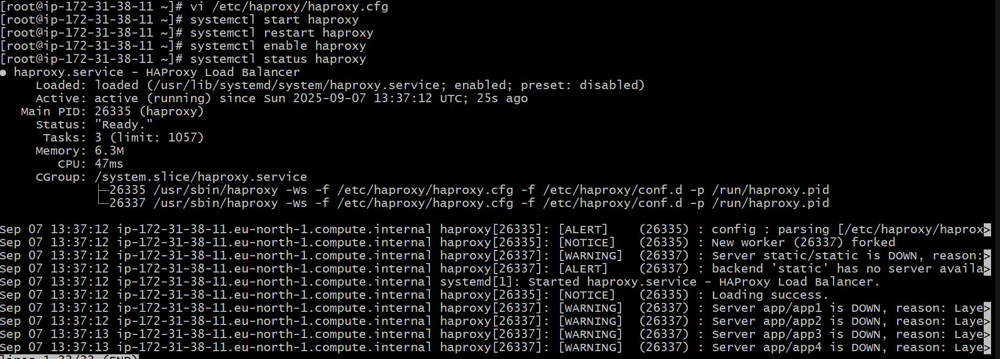 [root@ip-172-31-38-11 ~]# vi /etc/haproxy/haproxy.cfg
[root@ip-172-31-38-11 ~]# systemctl start haproxy
[root@ip-172-31-38-11 ~]# systemctl restart haproxy
[root@ip-172-31-38-11 ~]# systemctl enable haproxy
[root@ip-172-31-38-11 ~]# systemctl status haproxy
● haproxy.service - HAProxy Load Balancer
     Loaded: loaded (/usr/lib/systemd/system/haproxy.service; enabled; preset: disabled)
     Active: active (running) since Sun 2025-09-07 13:37:12 UTC; 25s ago
   Main PID: 26335 (haproxy)
     Status: "Ready."
      Tasks: 3 (limit: 1057)
     Memory: 6.3M
        CPU: 47ms
     CGroup: /system.slice/haproxy.service
             ├─26335 /usr/sbin/haproxy -Ws -f /etc/haproxy/haproxy.cfg -f /etc/haproxy/conf.d -p /run/haproxy.pid
             └─26337 /usr/sbin/haproxy -Ws -f /etc/haproxy/haproxy.cfg -f /etc/haproxy/conf.d -p /run/haproxy.pid
Sep 07 13:37:12 ip-172-31-38-11.eu-north-1.compute.internal haproxy[26335]: [ALERT]    (26335) : config : parsing [/etc/haproxy/haprox>
Sep 07 13:37:12 ip-172-31-38-11.eu-north-1.compute.internal haproxy[26335]: [NOTICE]   (26335) : New worker (26337) forked
Sep 07 13:37:12 ip-172-31-38-11.eu-north-1.compute.internal haproxy[26337]: [WARNING]  (26337) : Server static/static is DOWN, reason:>
Sep 07 13:37:12 ip-172-31-38-11.eu-north-1.compute.internal haproxy[26337]: [ALERT]    (26337) : backend 'static' has no server availa>
Sep 07 13:37:12 ip-172-31-38-11.eu-north-1.compute.internal systemd[1]: Started haproxy.service - HAProxy Load Balancer.
Sep 07 13:37:12 ip-172-31-38-11.eu-north-1.compute.internal haproxy[26335]: [NOTICE]   (26335) : Loading success.
Sep 07 13:37:12 ip-172-31-38-11.eu-north-1.compute.internal haproxy[26337]: [WARNING]  (26337) : Server app/app1 is DOWN, reason: Laye>
Sep 07 13:37:12 ip-172-31-38-11.eu-north-1.compute.internal haproxy[26337]: [WARNING]  (26337) : Server app/app2 is DOWN, reason: Laye>
Sep 07 13:37:13 ip-172-31-38-11.eu-north-1.compute.internal haproxy[26337]: [WARNING]  (26337) : Server app/app3 is DOWN, reason: Laye>
Sep 07 13:37:13 ip-172-31-38-11.eu-north-1.compute.internal haproxy[26337]: [WARNING]  (26337) : Server app/app4 is DOWN, reason: Laye>